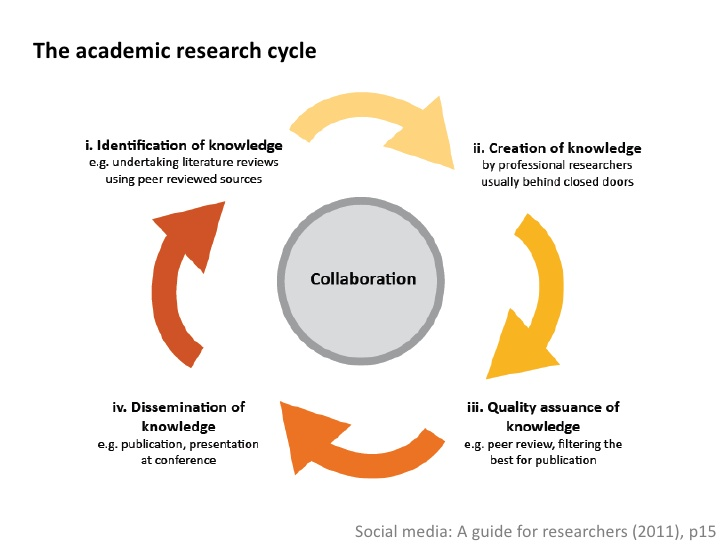 The academic research cycle
i. Identification of knowledge
e.g. undertaking literature reviews
using peer reviewed sources
ii. Creation of knowledge
by professional researchers
usually behind closed doors
Collaboration
iv. Dissemination of
knowledge
e.g. publication, presentation
at conference
iii. Quality assuance of
knowledge
e.g. peer review, filtering the
best for publication
Social media: A guide for researchers (2011), p15